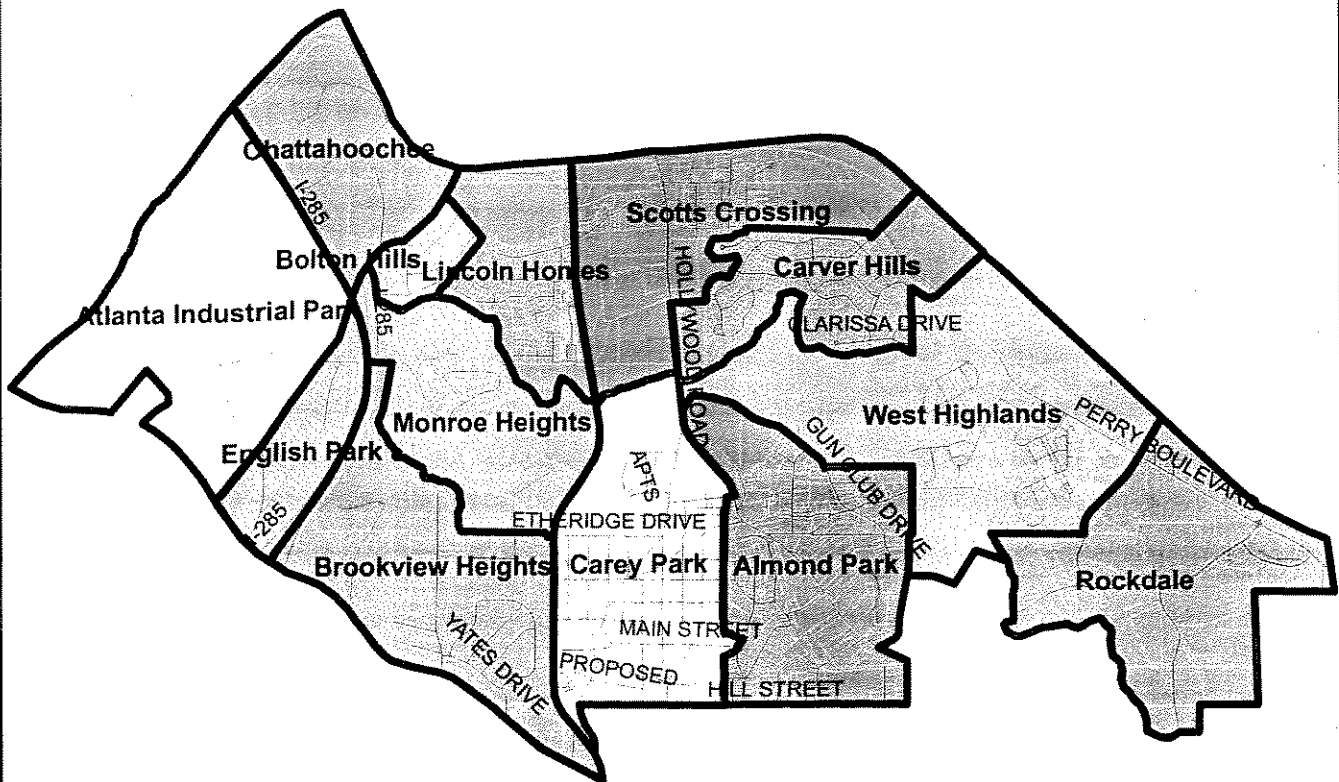 Chattahoochee
I-285
Scotts Crossing
Bolton Hills
Lincoln Homes
HOLLYWOOD ROAD
Carver Hills
Atlanta Industrial Park
I-285
CLARISSA DRIVE
Monroe Heights
West Highlands
PERRY BOULEVARD
English Park
GUN CLUB DRIVE
APTS
I-285
ETHERIDGE DRIVE
Brookview Heights
Carey Park
Almond Park
Rockdale
YATES DRIVE
MAIN STREET
PROPOSED
HILL STREET